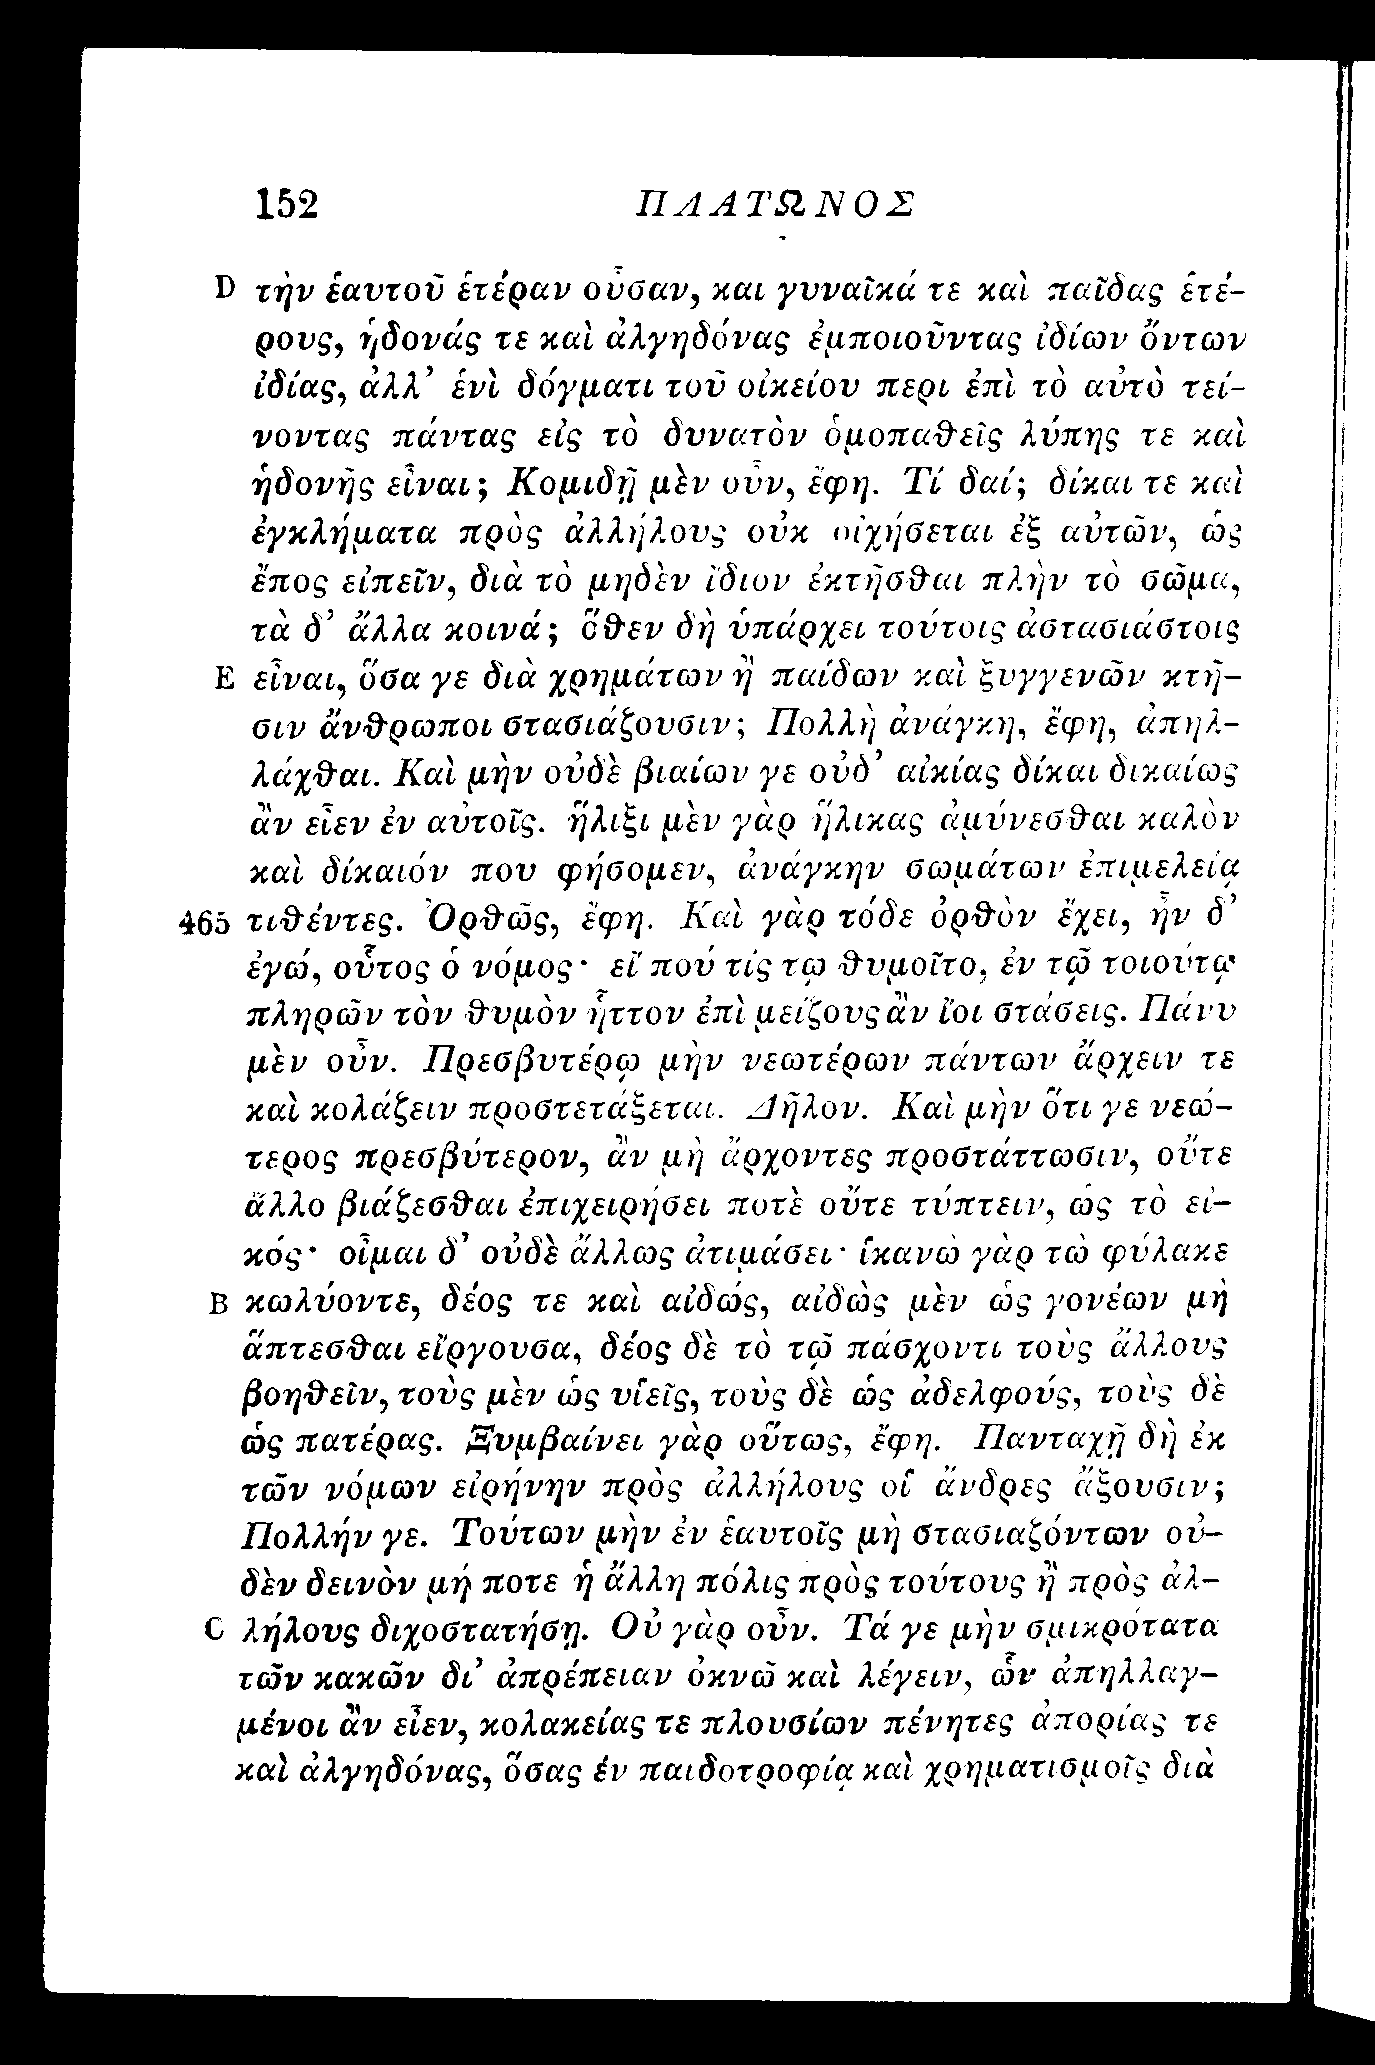 152 ΠΛΑΤΩΝΟΣ
D τὴν ἑαυτοῦ ἑτέραν οὖσαν, και γυναῖκά τε καὶ παῖδας ἑτέ-
ρους, ἡδονάς τε καὶ ἀλγηδόνας ἐμποιοῦντας ἰδίων ὄντων
ἰδίας, ἀλλ’ ἑνὶ δόγματι τοῦ οἰκείου περι ἐπὶ τὸ αὐτὸ τεί-
νοντας πάντας εἰς τὸ δυνατὸν ὁμοπαθεῖς λύπης τε καὶ
ἡδονῆς εἶναι; Κομιδῇ μὲν οὖν, ἔφη. Τί δαί; δίκαι τε καὶ
ἐγκλήματα πρὸς ἀλλήλους οὐκ οἰχήσεται ἐξ αὐτῶν, ὡς
ἔπος εἰπεῖν, διὰ τὸ μηδὲν ἴδιον ἐκτῆσθαι πλὴν τὸ σῶμα,
τὰ δ’ ἄλλα κοινά; ὅθεν δὴ ὑπάρχει τούτοις ἀστασιάστοις
E εἶναι, ὅσα γε διὰ χρημάτων ἢ παίδων καὶ ξυγγενῶν κτῆ-
σιν ἄνθρωποι στασιάζουσιν; Πολλὴ ἀνάγκη, ἔφη, ἀπηλ-
λάχθαι. Καὶ μὴν οὐδὲ βιαίων γε οὐδ’ αἰκίας δίκαι δικαίως
ἂν εἶεν ἐν αὐτοῖς. ἥλιξι μὲν γὰρ ἥλικας ἀμύνεσθαι καλὸν
καὶ δίκαιόν που φήσομεν, ἀνάγκην σωμάτων ἐπιμελείᾳ
465 τιθέντες. Ὀρθῶς, ἔφη. Καὶ γὰρ τόδε ὀρθὸν ἔχει, ἦν δ’
ἐγώ, οὗτος ὁ νόμος· εἴ πού τίς τῳ θυμοῖτο, ἐν τῷ τοιούτῳ
πληρῶν τὸν θυμὸν ἧττον ἐπὶ μείζους ἂν ἴοι στάσεις. Πάνυ
μὲν οὖν. Πρεσβυτέρῳ μὴν νεωτέρων πάντων ἄρχειν τε
καὶ κολάζειν προστετάξεται. Δῆλον. Καὶ μὴν ὅτι γε νεώ-
τερος πρεσβύτερον, ἂν μὴ ἄρχοντες προστάττωσιν, οὔτε
ἄλλο βιάζεσθαι ἐπιχειρήσει ποτὲ οὔτε τύπτειν, ὡς τὸ εἰ-
κός· οἶμαι δ’ οὐδὲ ἄλλως ἀτιμάσει· ἱκανὼ γὰρ τὼ φύλακε
B κωλύοντε, δέος τε καὶ αἰδώς, αἰδὼς μὲν ὡς γονέων μὴ
ἅπτεσθαι εἴργουσα, δέος δὲ τὸ τῷ πάσχοντι τοὺς ἄλλους
βοηθεῖν, τοὺς μὲν ὡς υἱεῖς, τοὺς δὲ ὡς ἀδελφούς, τοὺς δὲ
ὡς πατέρας. Ξυμβαίνει γὰρ οὕτως, ἔφη. Πανταχῇ δὴ ἐκ
τῶν νόμων εἰρήνην πρὸς ἀλλήλους οἱ ἄνδρες ἄξουσιν;
Πολλήν γε. Τούτων μὴν ἐν ἑαυτοῖς μὴ στασιαζόντων οὐ-
δὲν δεινὸν μή ποτε ἡ ἄλλη πόλις πρὸς τούτους ἢ πρὸς ἀλ-
C λήλους διχοστατήσῃ. Οὐ γὰρ οὖν. Τά γε μὴν σμικρότατα
τῶν κακῶν δι’ ἀπρέπειαν ὀκνῶ καὶ λέγειν, ὧν ἀπηλλαγ-
μένοι ἂν εἶεν, κολακείας τε πλουσίων πένητες ἀπορίας τε
καὶ ἀλγηδόνας, ὅσας ἐν παιδοτροφίᾳ καὶ χρηματισμοῖς διὰ